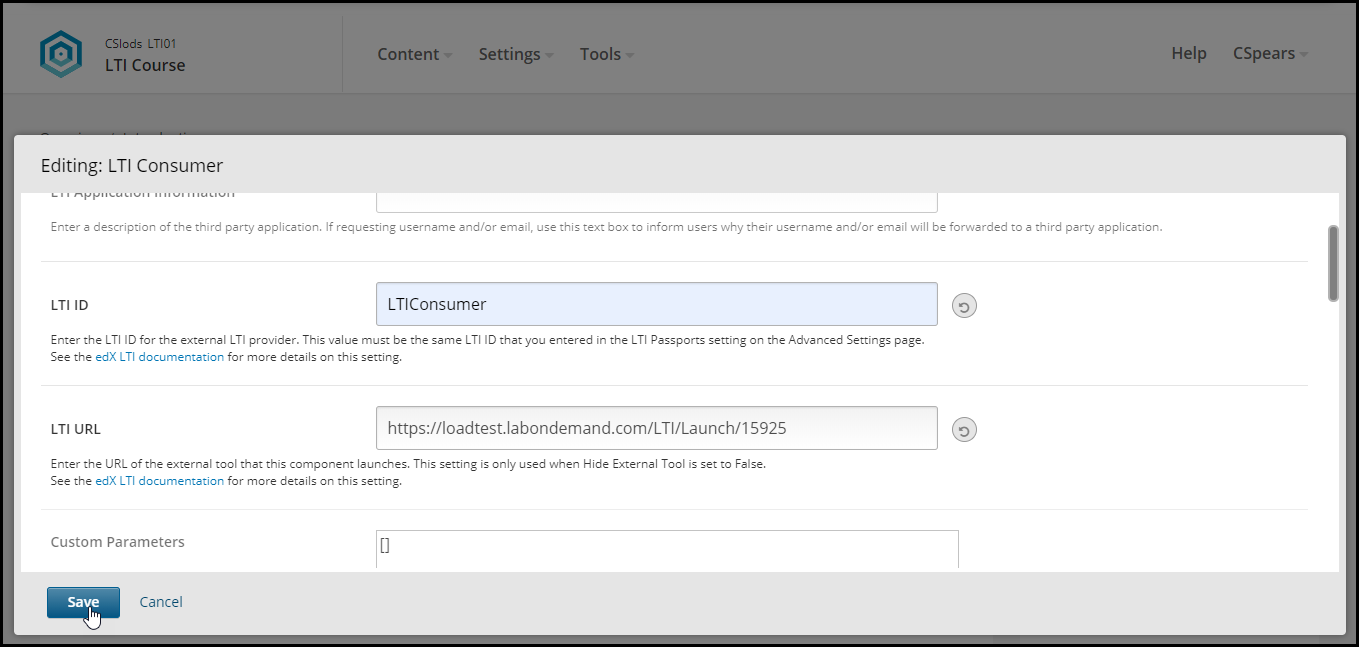 CSlods LTI01
LTI Course
Content
Settings
Tools
Help
CSpears
Editing: LTI Consumer
LTI Application Information
Enter a description of the third party application. If requesting username and/or email, use this text box to inform users why their username and/or email will be forwarded to a third party application.
LTI ID
LTIConsumer
Enter the LTI ID for the external LTI provider. This value must be the same LTI ID that you entered in the LTI Passports setting on the Advanced Settings page.
See the edX LTI documentation for more details on this setting.
LTI URL
https://loadtest.labondemand.com/LTI/Launch/15925
Enter the URL of the external tool that this component launches. This setting is only used when Hide External Tool is set to False.
See the edX LTI documentation for more details on this setting.
Custom Parameters
[]
Save
Cancel